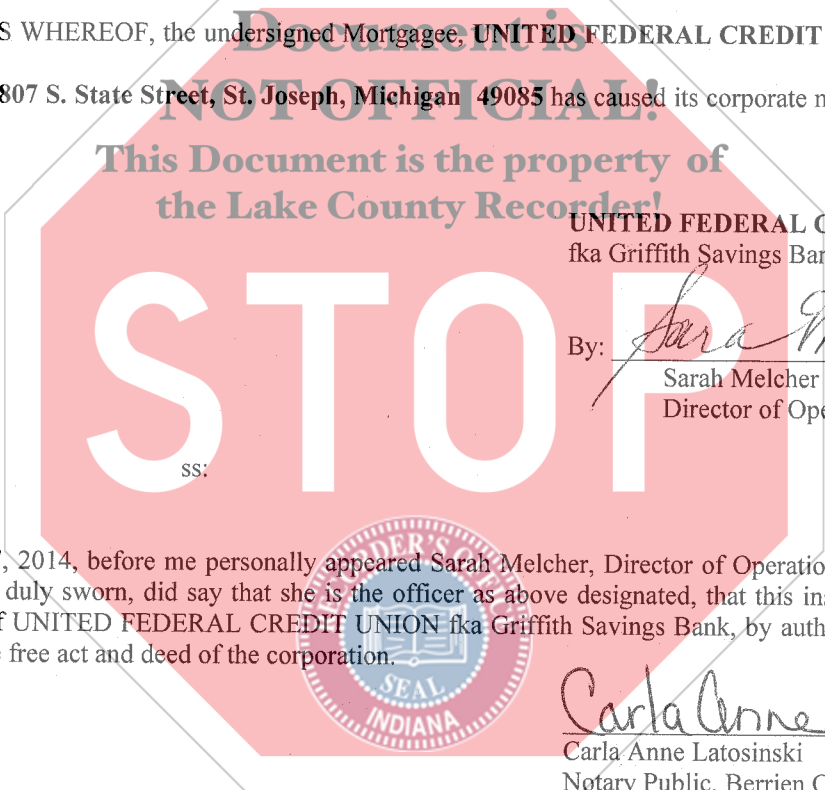 S WHEREOF, the undersigned Mortgagee, UNITED FEDERAL CREDIT
Document is
807 S. State Street, St. Joseph, Michigan 49085 has caused its corporate
NOT OFFICIAL!
This Document is the property of
the Lake County Recorder!
UNITED FEDERAL
fka Griffith Savings Ban
STOP
By: Sara
Sarah Melcher
Director of Ope
ss:
, 2014, before me personally appeared Sarah Melcher, Director of Operatio
duly sworn, did say that she is the officer as above designated, that this ins
f UNITED FEDERAL CREDIT UNION fka Griffith Savings Bank, by auth
free act and deed of the corporation.
SEAL
INDIANA
Carla Anne
Carla Anne Latosinski
Notary Public, Berrien